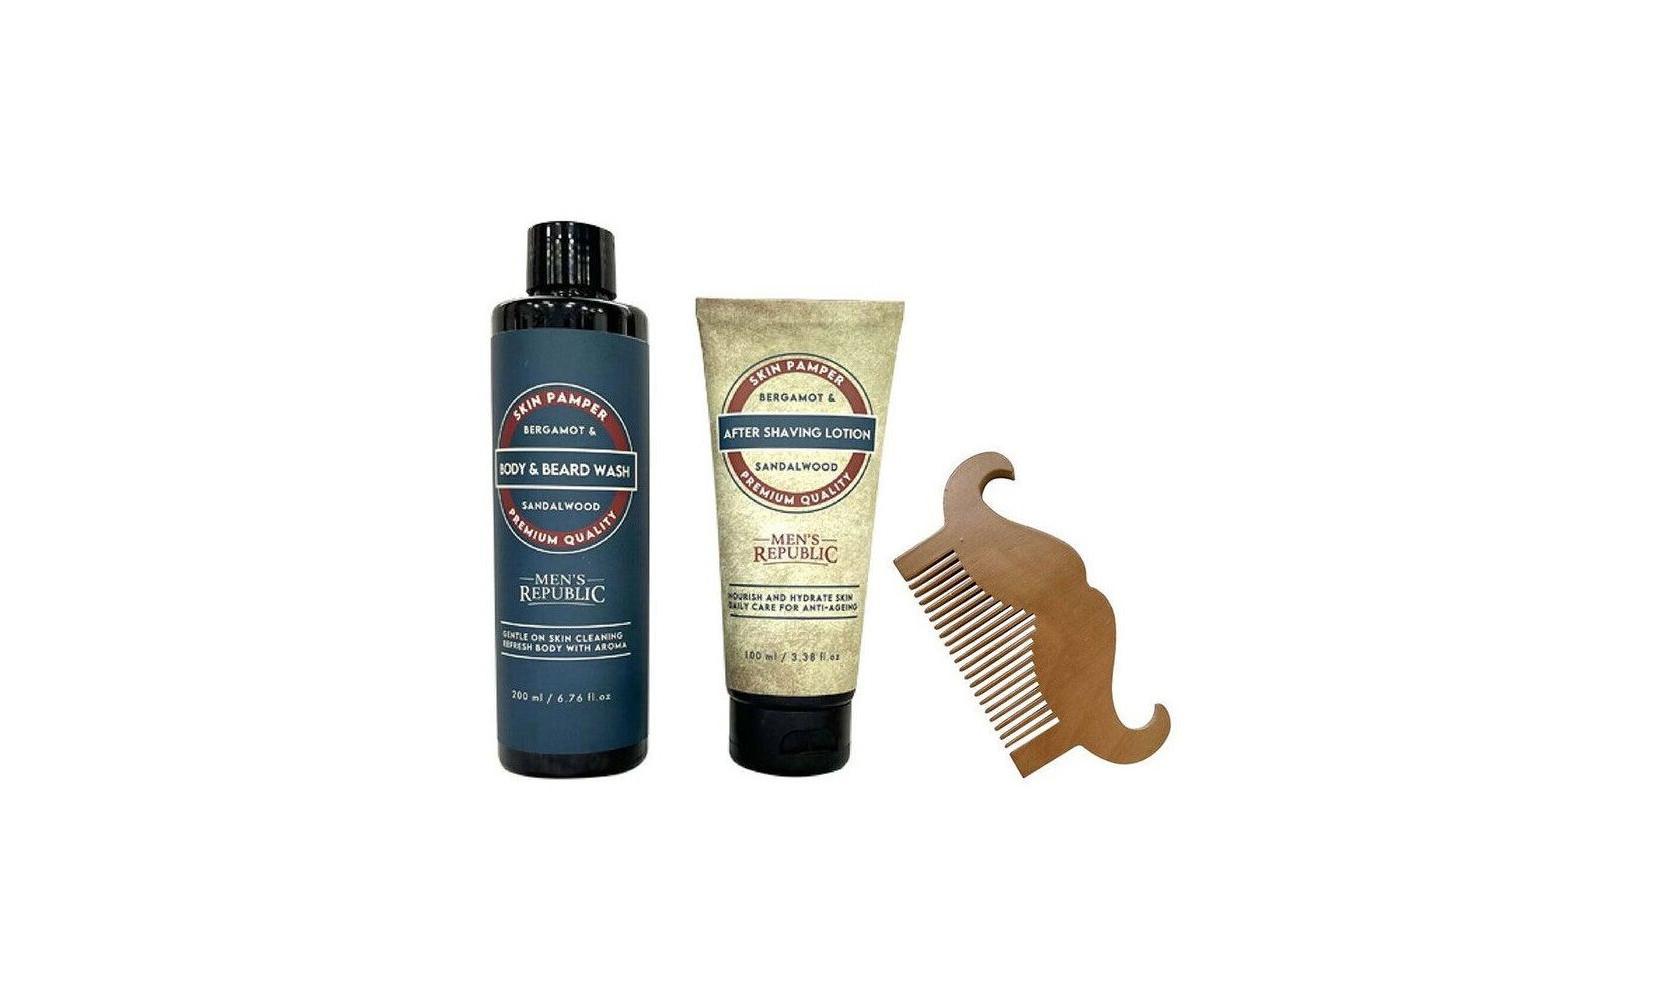 SKIN PAMPER
BERGAMOT &
BODY & BEARD WASH
SANDALWOOD
PREMIUM QUALITY
MEN'S
REPUBLIC
GENTLE ON SKIN CLEANING
REFRESH BODY WITH AROMA
200 ml / 6.76 fl.oz
SKIN PAMPER
BERGAMOT &
AFTER SHAVING LOTION
SANDALWOOD
PREMIUM QUALITY
MEN'S
REPUBLIC
NOURISH AND HYDRATE SKIN
DAILY CARE FOR ANTI-AGEING
100 ml / 3.38 fl.oz